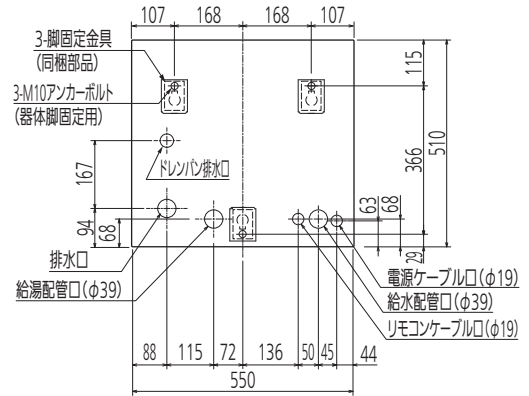 107 168 168 107
3-脚固定金具
(同梱部品)
3-M10アンカーボルト
(器体脚固定用)
115
366
510
ドレンパン排水口
167
94
68
63
68
29
排水口
給湯配管口(φ39)
電源ケーブル口(φ19)
給水配管口(φ39)
リモコンケーブル口(φ19)
88 115 72 136 50 45 44
550